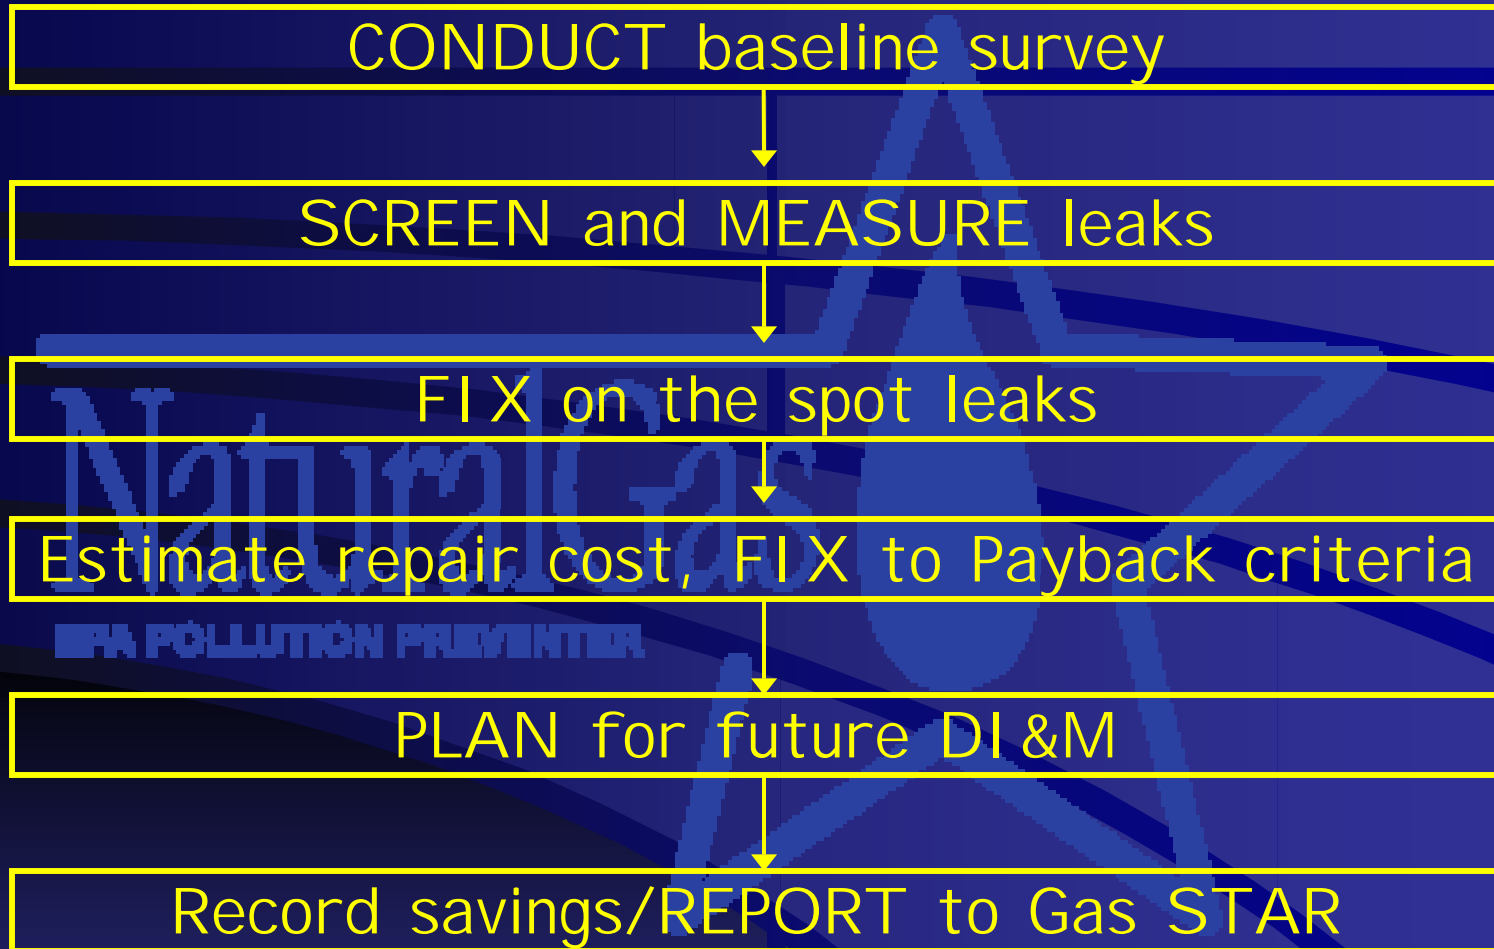 CONDUCT baseline survey
SCREEN and MEASURE leaks
FIX on the spot leaks
NaturalGas
Estimate repair cost, FIX to Payback criteria
EPA POLLUTION PREVENTER
PLAN for future DI&M
Record savings/REPORT to Gas STAR